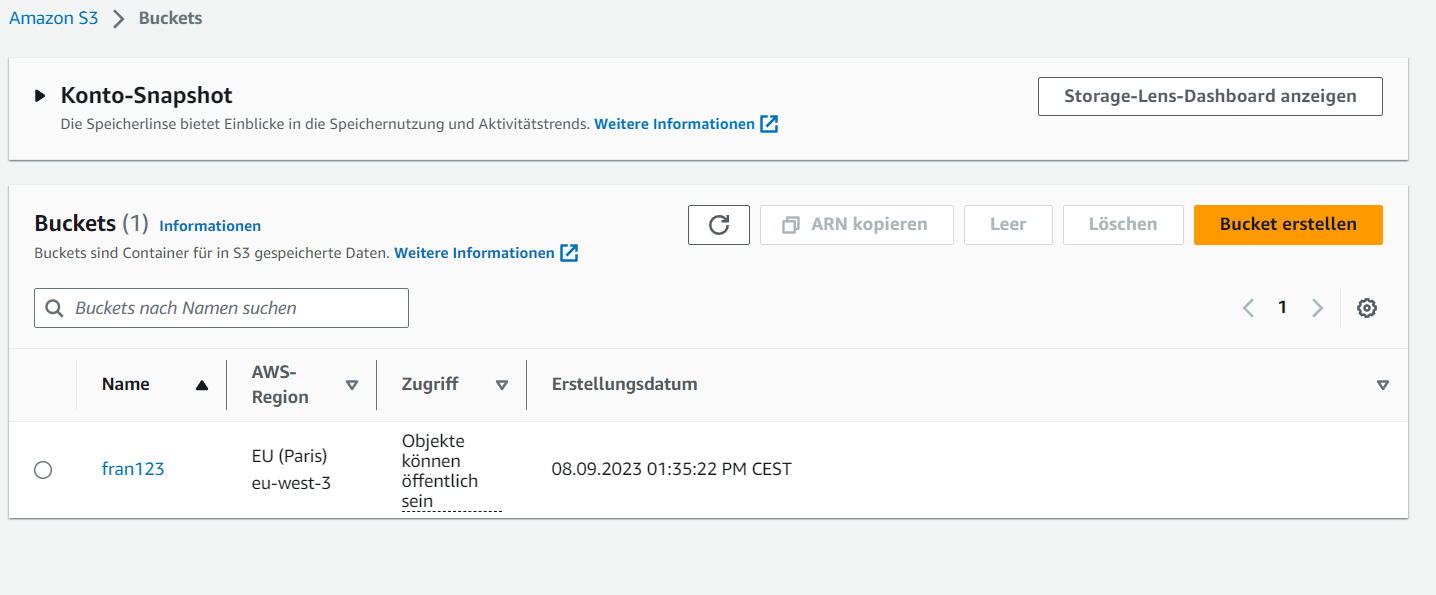 Amazon S3 > Buckets
Konto-Snapshot
Storage-Lens-Dashboard anzeigen
Die Speicherlinse bietet Einblicke in die Speichernutzung und Aktivitätstrends. Weitere Informationen
Buckets (1) Informationen
ARN kopieren Leer Löschen Bucket erstellen
Buckets sind Container für in S3 gespeicherte Daten. Weitere Informationen
Buckets nach Namen suchen
1
Name
AWS-
Region
Zugriff
Erstellungsdatum
fran123
EU (Paris)
eu-west-3
Objekte
können
öffentlich
sein
08.09.2023 01:35:22 PM CEST